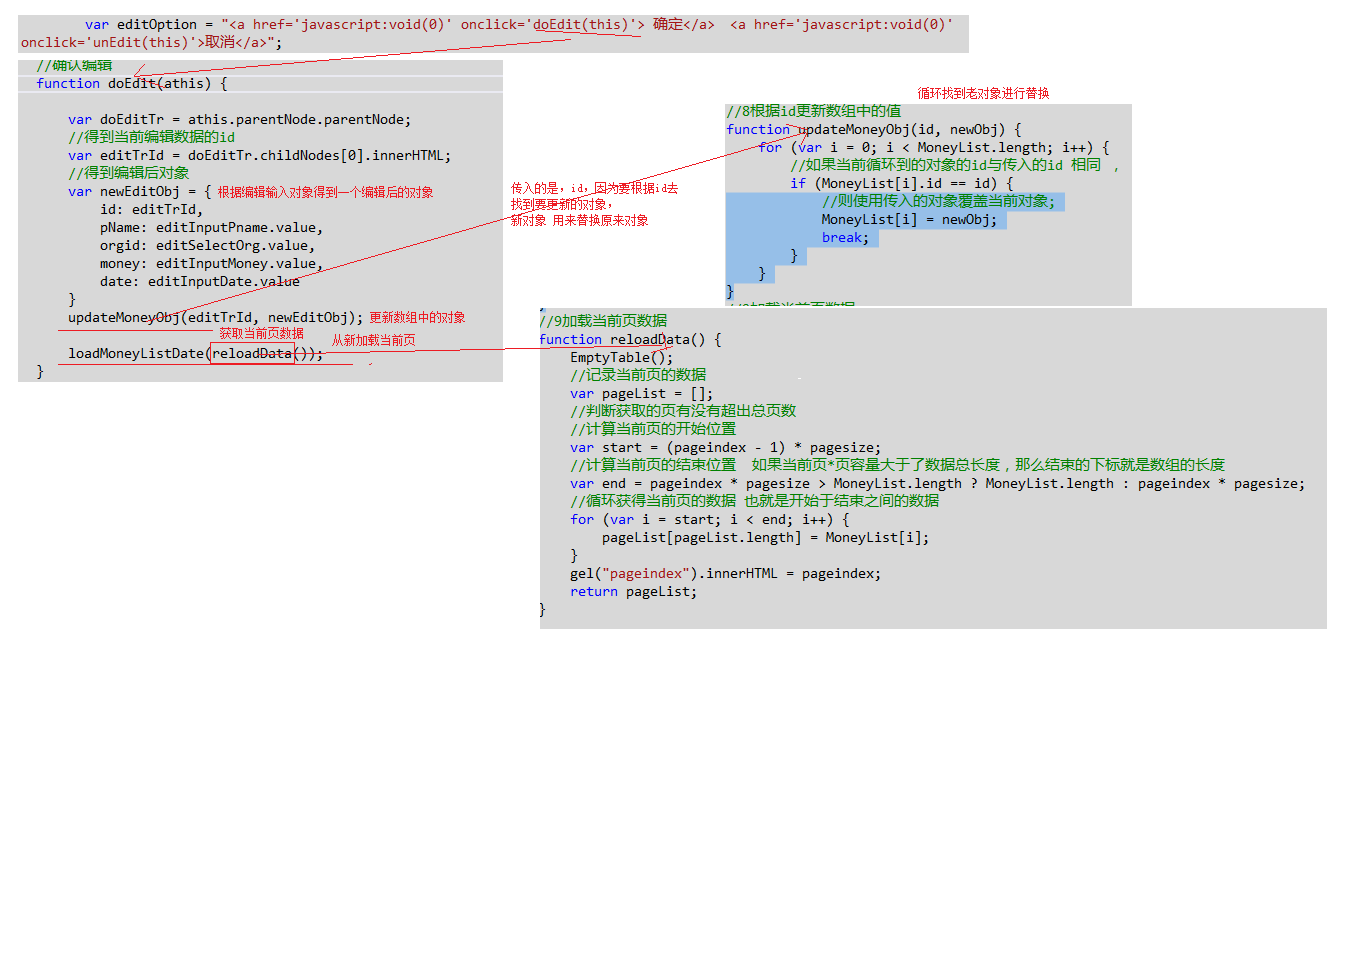 var editOption = "<a href='javascript:void(0)' onclick='doEdit(this)'> 确定</a>  <a href='javascript:void(0)'
onclick='unEdit(this)'>取消</a>";
//确认编辑
function doEdit(athis) {
var doEditTr = athis.parentNode.parentNode;
//得到当前编辑数据的id
var editTrId = doEditTr.childNodes[0].innerHTML;
//得到编辑后对象
var newEditObj = { 根据编辑输入对象得到一个编辑后的对象
id: editTrId,
pName: editInputPname.value,
orgid: editSelectOrg.value,
money: editInputMoney.value,
date: editInputDate.value
}
updateMoneyObj(editTrId, newEditObj); 更新数组中的对象
获取当前页数据
从新加载当前页
loadMoneyListDate(reloadData());
}
传入的是，id，因为要根据id去
找到要更新的对象，
新对象 用来替换原来对象
循环找到老对象进行替换
//8根据id更新数组中的值
function updateMoneyObj(id, newObj) {
for (var i = 0; i < MoneyList.length; i++) {
//如果当前循环到的对象的id与传入的id 相同 ，
if (MoneyList[i].id == id) {
//则使用传入的对象覆盖当前对象;
MoneyList[i] = newObj;
break;
}
}
}
//9加载当前页数据
}
//9加载当前页数据
function reloadData() {
EmptyTable();
//记录当前页的数据
var pageList = [];
//判断获取的页有没有超出总页数
//计算当前页的开始位置
var start = (pageindex - 1) * pagesize;
//计算当前页的结束位置  如果当前页*页容量大于了数据总长度，那么结束的下标就是数组的长度
var end = pageindex * pagesize > MoneyList.length ? MoneyList.length : pageindex * pagesize;
//循环获得当前页的数据 也就是开始于结束之间的数据
for (var i = start; i < end; i++) {
pageList[pageList.length] = MoneyList[i];
}
gel("pageindex").innerHTML = pageindex;
return pageList;
}